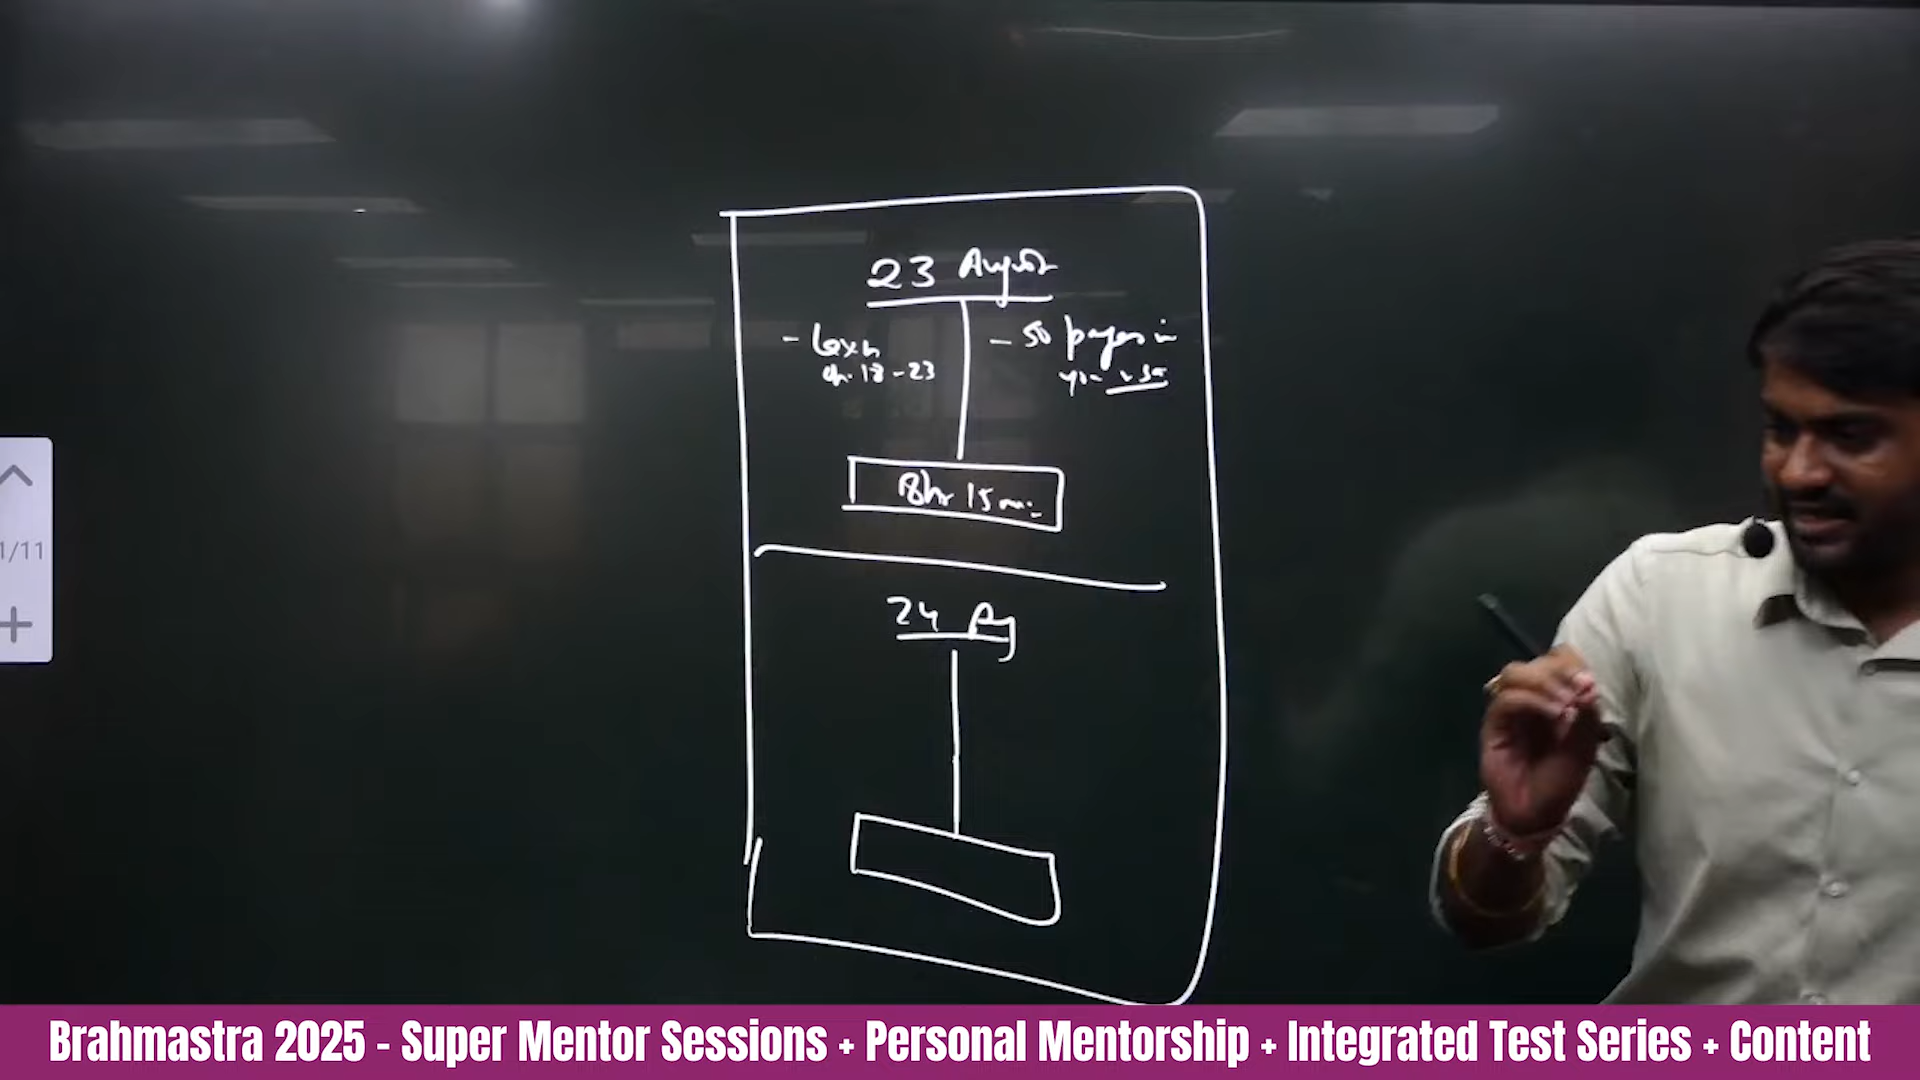 23 August
- Laxm
ch. 18 - 23
- 50 pages in
8hr 15 min
24 Aug
1/11
Brahmastra 2025 - Super Mentor Sessions + Personal Mentorship + Integrated Test Series + Content